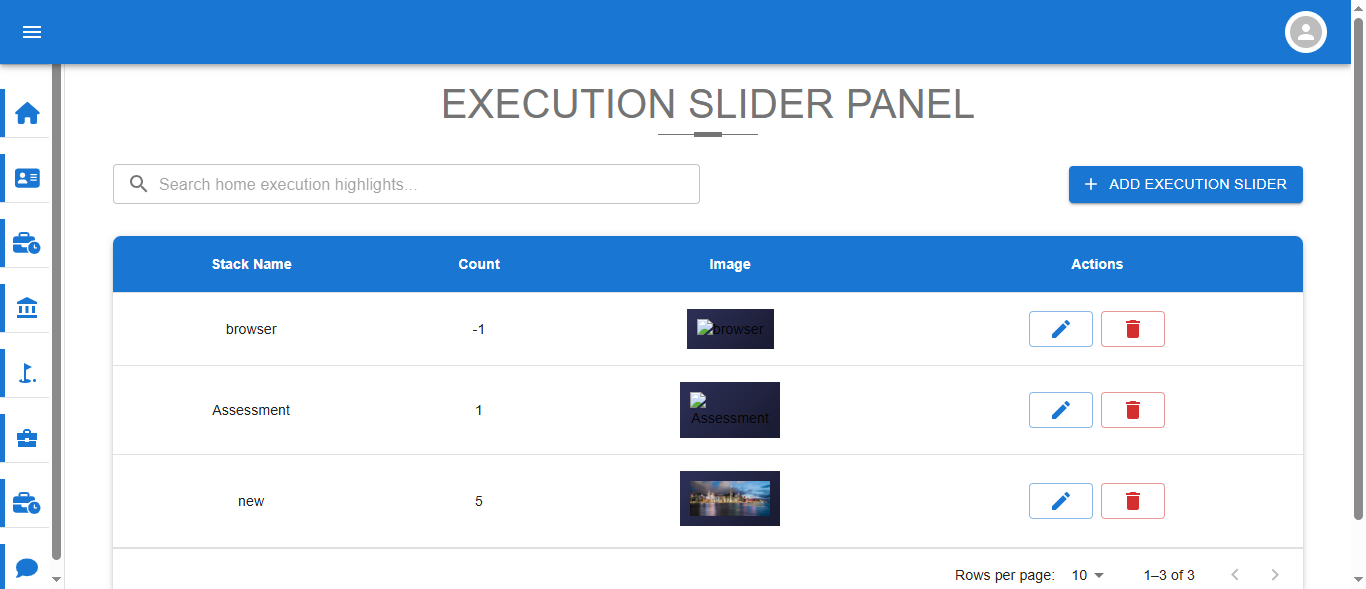 EXECUTION SLIDER PANEL
Search home execution highlights...
ADD EXECUTION SLIDER
Stack Name Count Image Actions
browser -1 browser
Assessment 1 Assessment
new 5
Rows per page: 10 1–3 of 3